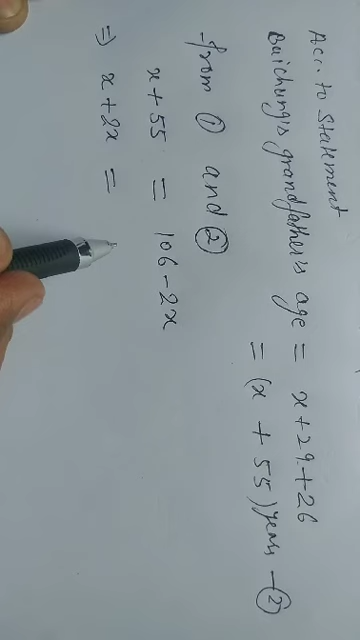 Acc. to Statement
Baichung's grandfather's age = x + 29 + 26
= (x + 55) years - ②
from ① and ②
x + 55 = 106 - 2x
⇒ x + 2x =